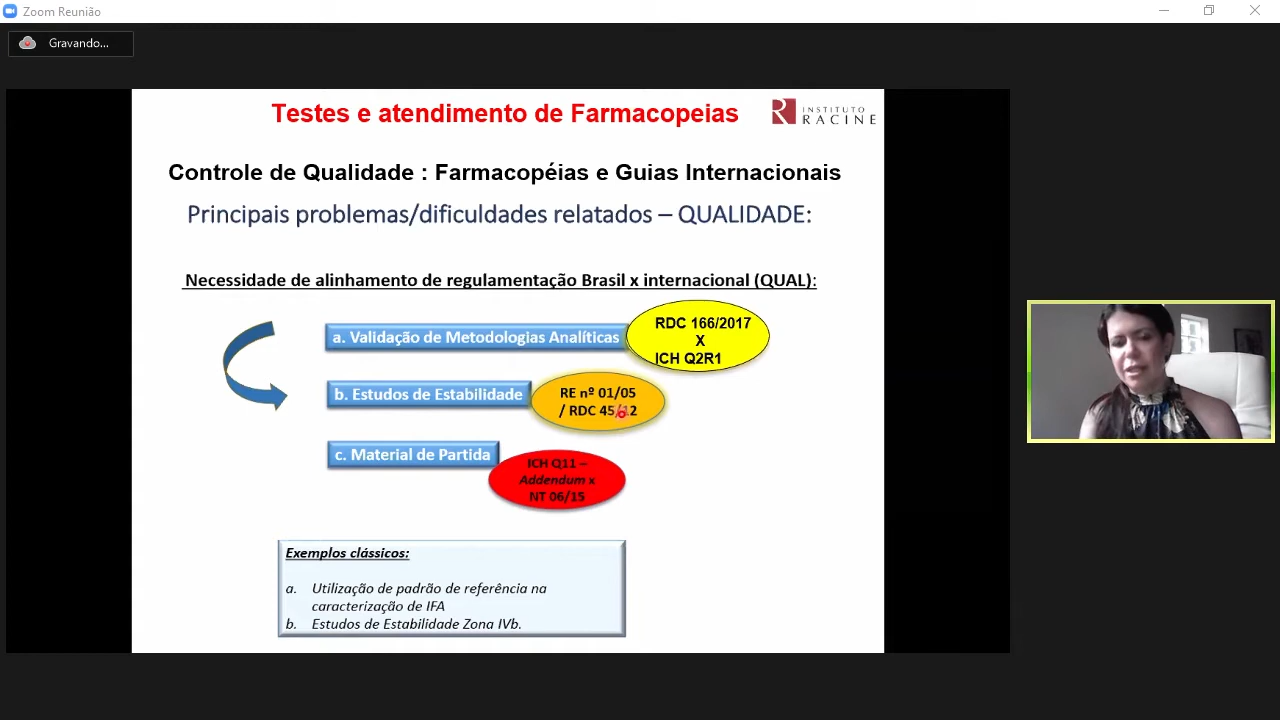 Zoom Reunião
Gravando...
Testes e atendimento de Farmacopeias
INSTITUTO
RACINE
Controle de Qualidade : Farmacopéias e Guias Internacionais
Principais problemas/dificuldades relatados – QUALIDADE:
Necessidade de alinhamento de regulamentação Brasil x internacional (QUAL):
a. Validação de Metodologias Analíticas
RDC 166/2017
X
ICH Q2R1
b. Estudos de Estabilidade
RE nº 01/05
/ RDC 45/12
c. Material de Partida
ICH Q11 –
Addendum x
NT 06/15
Exemplos clássicos:
a. Utilização de padrão de referência na
caracterização de IFA
b. Estudos de Estabilidade Zona IVb.